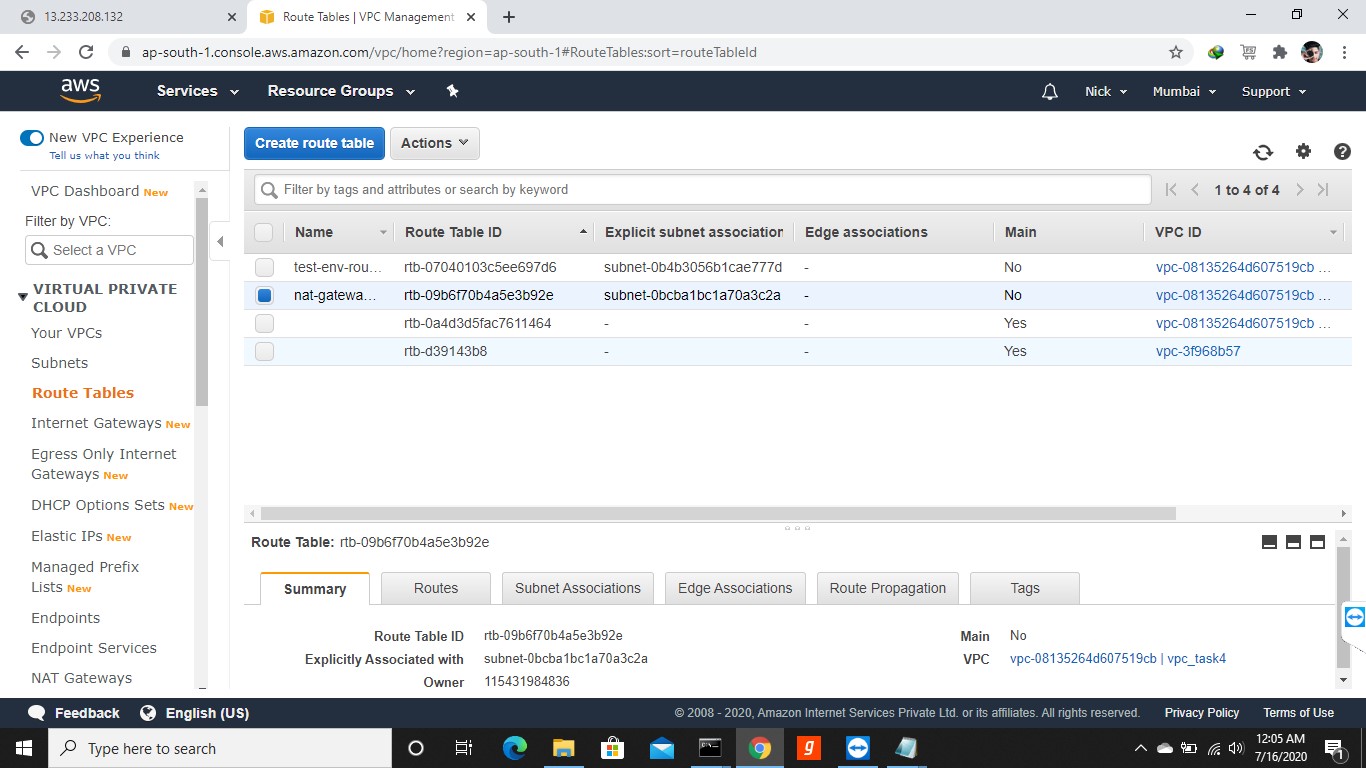 13.233.208.132
Route Tables | VPC Management
ap-south-1.console.aws.amazon.com/vpc/home?region=ap-south-1#RouteTables:sort=routeTableId
aws Services Resource Groups Nick Mumbai Support
New VPC Experience
Tell us what you think
Create route table Actions
VPC Dashboard New
Filter by VPC:
Select a VPC
VIRTUAL PRIVATE
CLOUD
Your VPCs
Subnets
Route Tables
Internet Gateways New
Egress Only Internet
Gateways New
DHCP Options Sets New
Elastic IPs New
Managed Prefix
Lists New
Endpoints
Endpoint Services
NAT Gateways
Filter by tags and attributes or search by keyword
1 to 4 of 4
Name Route Table ID Explicit subnet association Edge associations Main VPC ID
test-env-rou... rtb-07040103c5ee697d6 subnet-0b4b3056b1cae777d - No vpc-08135264d607519cb ...
nat-gatewa... rtb-09b6f70b4a5e3b92e subnet-0bcba1bc1a70a3c2a - No vpc-08135264d607519cb ...
rtb-0a4d3d5fac7611464 - - Yes vpc-08135264d607519cb ...
rtb-d39143b8 - - Yes vpc-3f968b57
Route Table: rtb-09b6f70b4a5e3b92e
Summary Routes Subnet Associations Edge Associations Route Propagation Tags
Route Table ID rtb-09b6f70b4a5e3b92e Main No
Explicitly Associated with subnet-0bcba1bc1a70a3c2a VPC vpc-08135264d607519cb | vpc_task4
Owner 115431984836
Feedback English (US) © 2008 - 2020, Amazon Internet Services Private Ltd. or its affiliates. All rights reserved. Privacy Policy Terms of Use
Type here to search
12:05 AM
7/16/2020
1